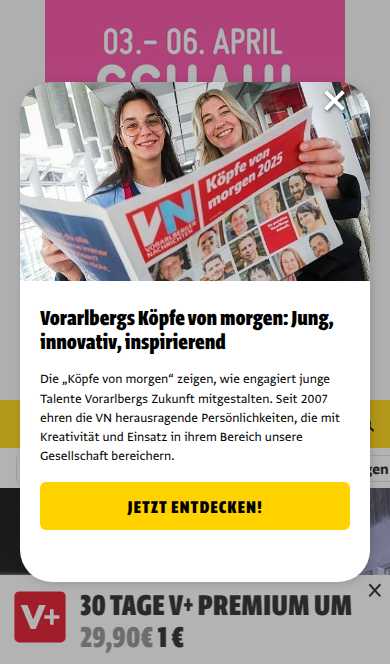 03.– 06. APRIL
Köpfe von
morgen 2025
VN
VORARLBERGER
NACHRICHTEN
Vorarlbergs Köpfe von morgen: Jung,
innovativ, inspirierend
Die „Köpfe von morgen“ zeigen, wie engagiert junge
Talente Vorarlbergs Zukunft mitgestalten. Seit 2007
ehren die VN herausragende Persönlichkeiten, die mit
Kreativität und Einsatz in ihrem Bereich unsere
Gesellschaft bereichern.
JETZT ENTDECKEN!
V+
30 TAGE V+ PREMIUM UM
29,90€ 1 €